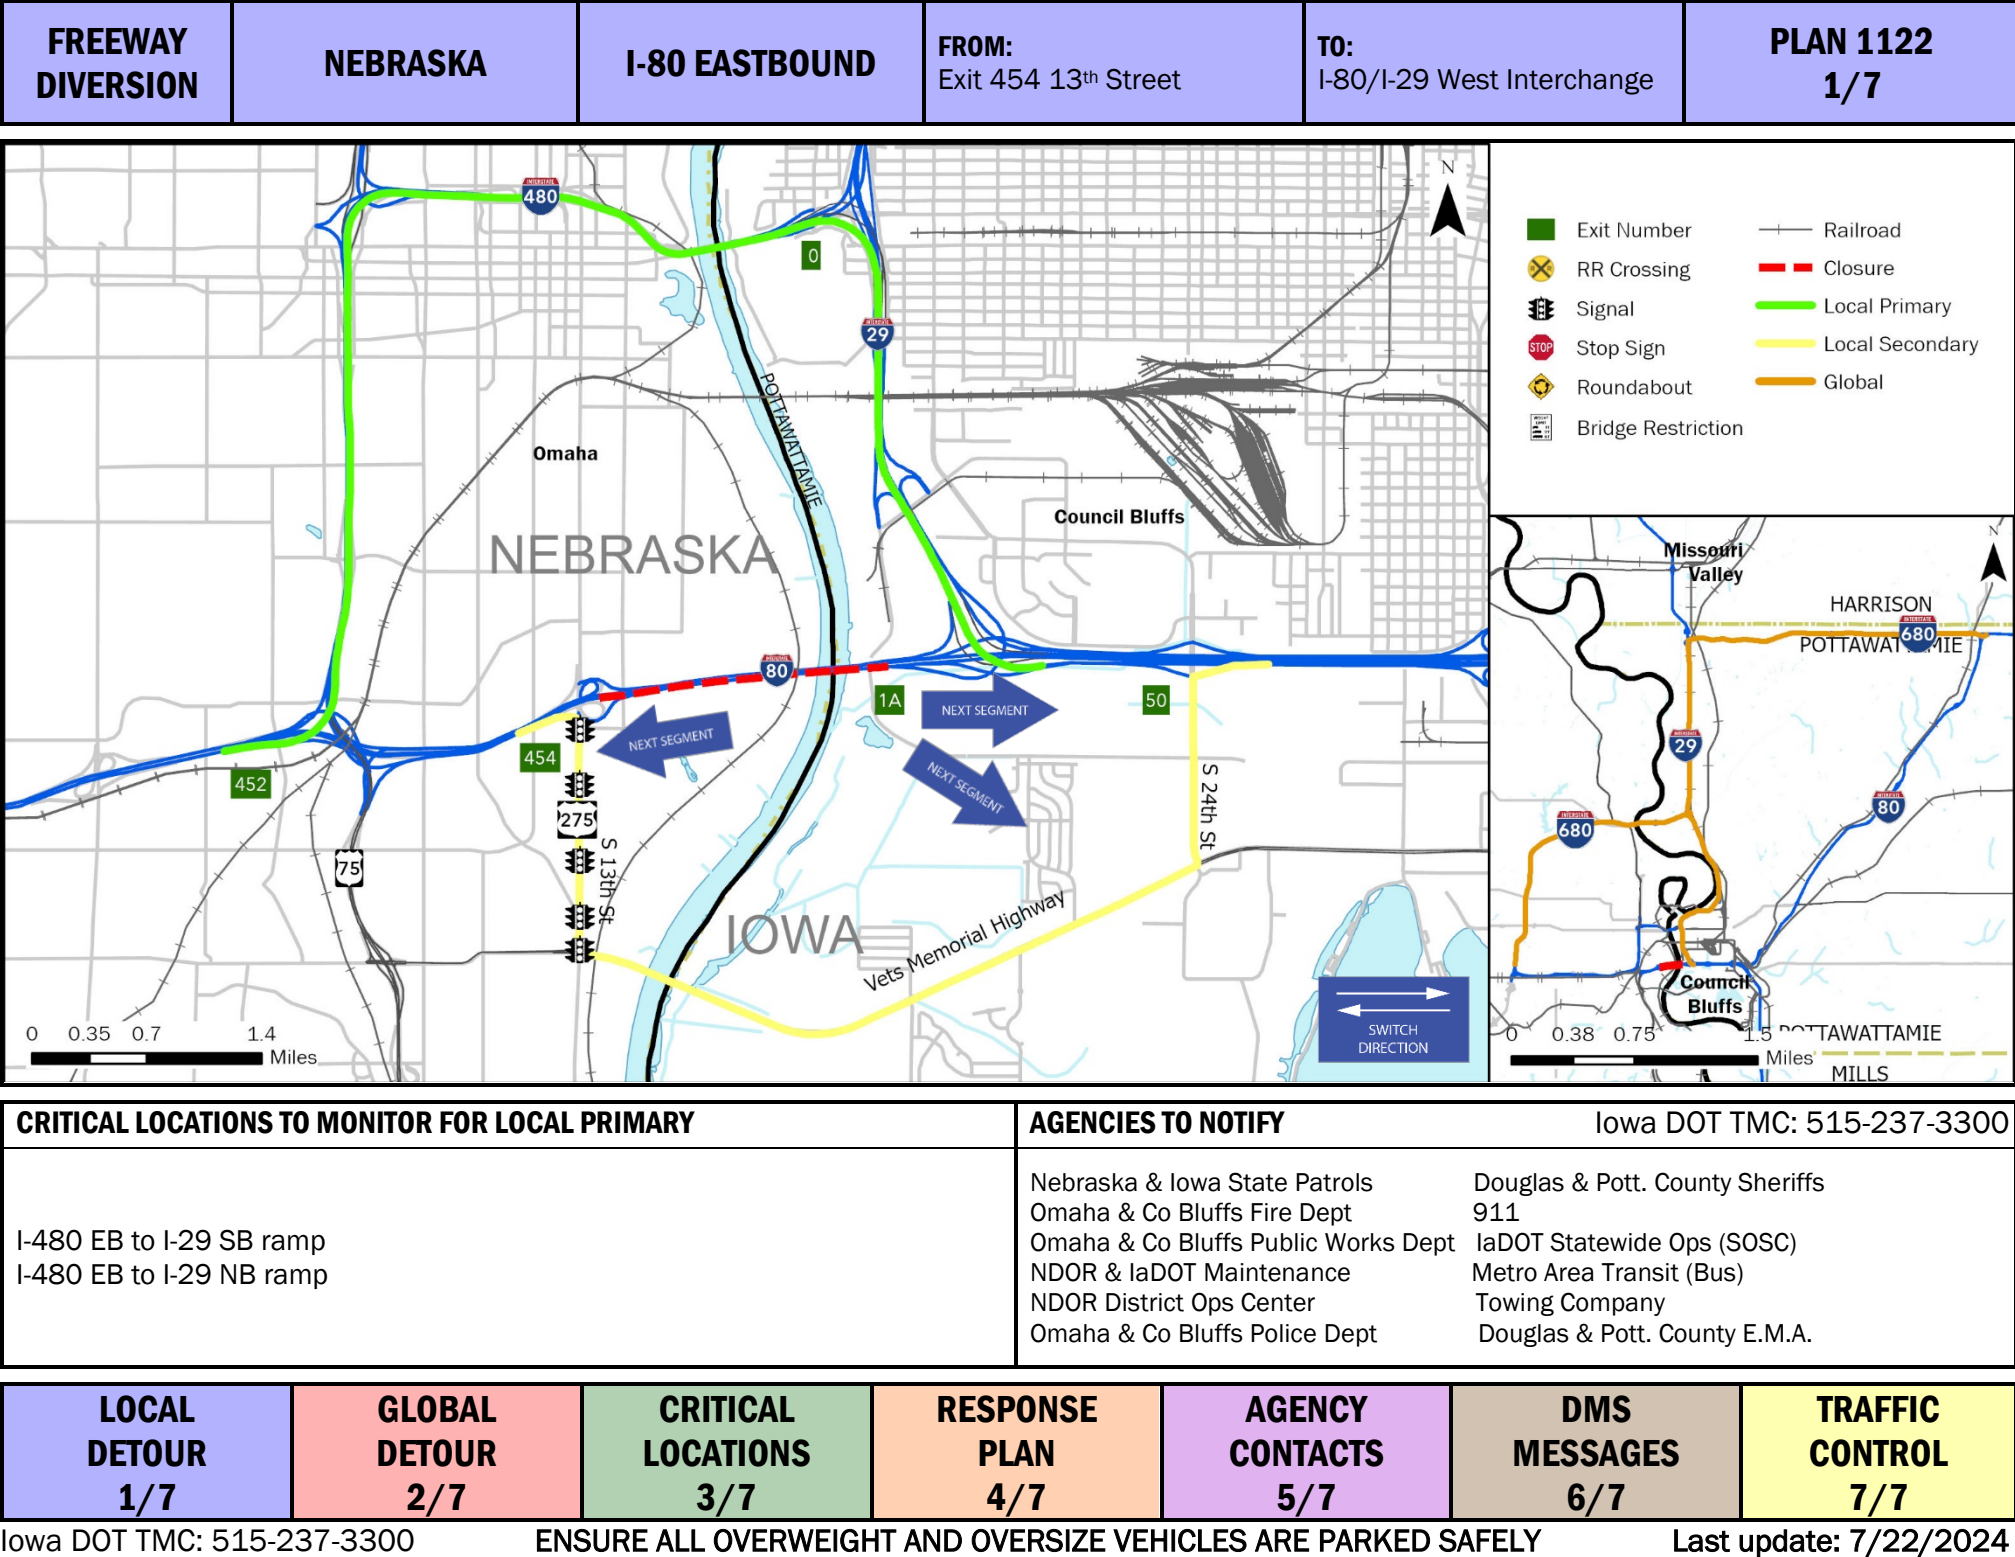 FREEWAY
DIVERSION
NEBRASKA
I-80 EASTBOUND
FROM:
Exit 454 13th Street
TO:
I-80/I-29 West Interchange
PLAN 1122
1/7
INTERSTATE
480
N
0
INTERSTATE
29
POTTAWATTAMIE
Omaha
Council Bluffs
NEBRASKA
INTERSTATE
80
1A
NEXT SEGMENT
50
NEXT SEGMENT
454
452
NEXT SEGMENT
275
S 13th St
75
S 24th St
IOWA
Vets Memorial Highway
0 0.35 0.7 1.4
Miles
SWITCH
DIRECTION
Exit Number
RR Crossing
Signal
STOP
Stop Sign
Roundabout
Bridge Restriction
Railroad
Closure
Local Primary
Local Secondary
Global
N
Missouri
Valley
HARRISON
INTERSTATE
680
POTTAWATTAMIE
INTERSTATE
29
INTERSTATE
80
INTERSTATE
680
Council
Bluffs
POTTAWATTAMIE
0 0.38 0.75 1.5
Miles
MILLS
CRITICAL LOCATIONS TO MONITOR FOR LOCAL PRIMARY
I-480 EB to I-29 SB ramp
I-480 EB to I-29 NB ramp
AGENCIES TO NOTIFY Iowa DOT TMC: 515-237-3300
Nebraska & Iowa State Patrols Douglas & Pott. County Sheriffs
Omaha & Co Bluffs Fire Dept 911
Omaha & Co Bluffs Public Works Dept IaDOT Statewide Ops (SOSC)
NDOR & IaDOT Maintenance Metro Area Transit (Bus)
NDOR District Ops Center Towing Company
Omaha & Co Bluffs Police Dept Douglas & Pott. County E.M.A.
LOCAL
DETOUR
1/7
GLOBAL
DETOUR
2/7
CRITICAL
LOCATIONS
3/7
RESPONSE
PLAN
4/7
AGENCY
CONTACTS
5/7
DMS
MESSAGES
6/7
TRAFFIC
CONTROL
7/7
Iowa DOT TMC: 515-237-3300 ENSURE ALL OVERWEIGHT AND OVERSIZE VEHICLES ARE PARKED SAFELY Last update: 7/22/2024